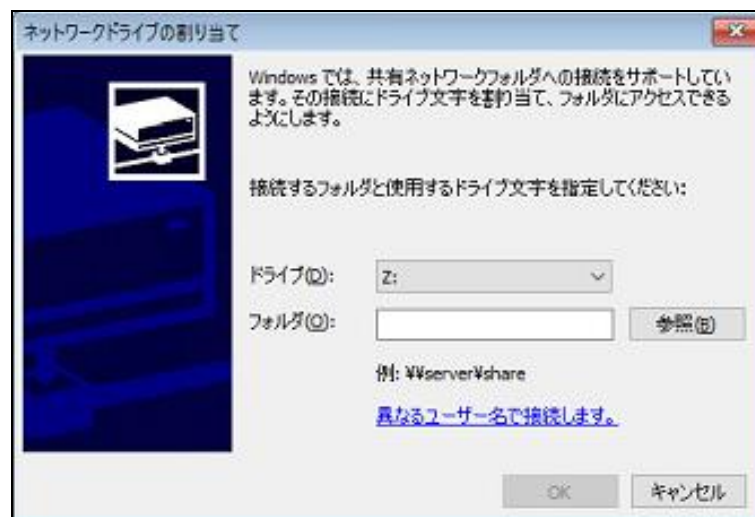 ネットワークドライブの割り当て
Windows では、共有ネットワークフォルダへの接続をサポートしてい
ます。その接続にドライブ文字を割り当て、フォルダにアクセスできる
ようにします。
接続するフォルダと使用するドライブ文字を指定してください:
ドライブ(D): Z:
フォルダ(O): 参照(B)
例: ¥¥server¥share
異なるユーザー名で接続します。
OK キャンセル